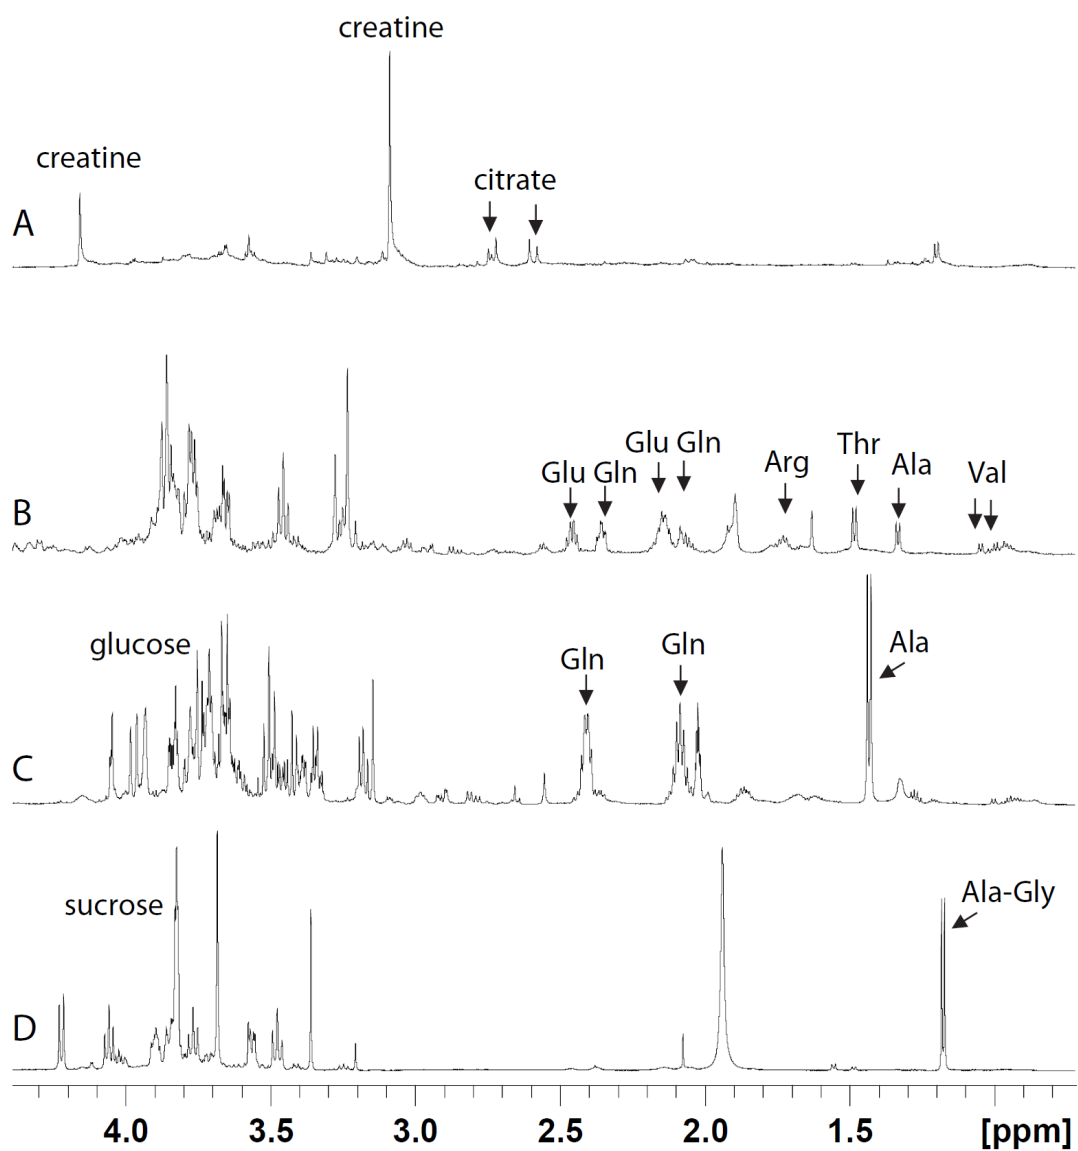 creatine
creatine
citrate
A
Glu Gln
Thr
Glu Gln
Arg
Ala
Val
B
glucose
Gln
Gln
Ala
C
sucrose
Ala-Gly
D
4.0 3.5 3.0 2.5 2.0 1.5 [ppm]